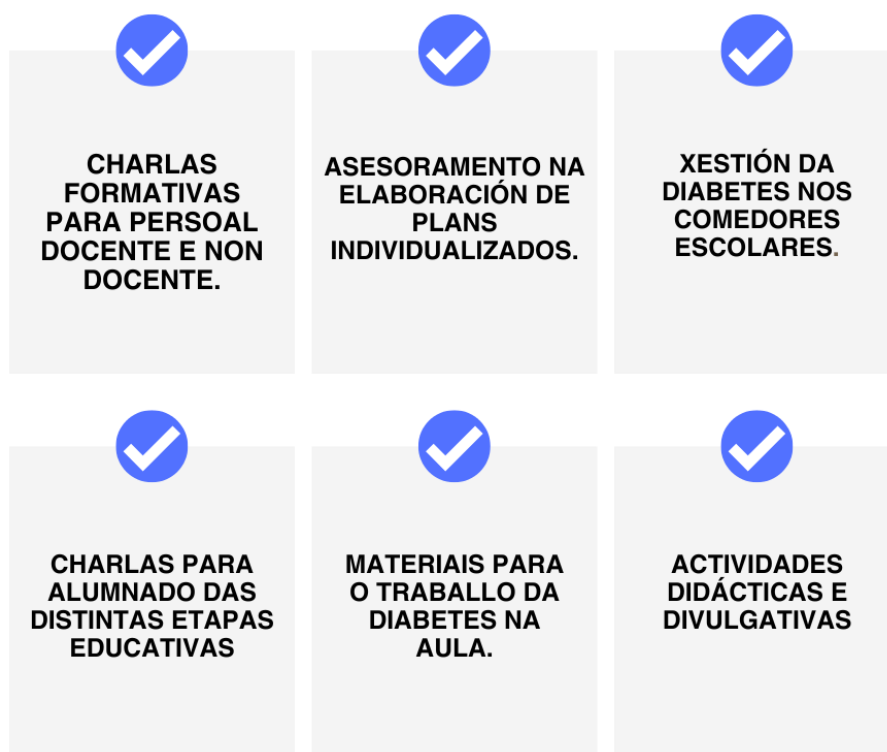 CHARLAS
FORMATIVAS
PARA PERSOAL
DOCENTE E NON
DOCENTE.
ASESORAMENTO NA
ELABORACIÓN DE
PLANS
INDIVIDUALIZADOS.
XESTIÓN DA
DIABETES NOS
COMEDORES
ESCOLARES.
CHARLAS PARA
ALUMNADO DAS
DISTINTAS ETAPAS
EDUCATIVAS
MATERIAIS PARA
O TRABALLO DA
DIABETES NA
AULA.
ACTIVIDADES
DIDÁCTICAS E
DIVULGATIVAS